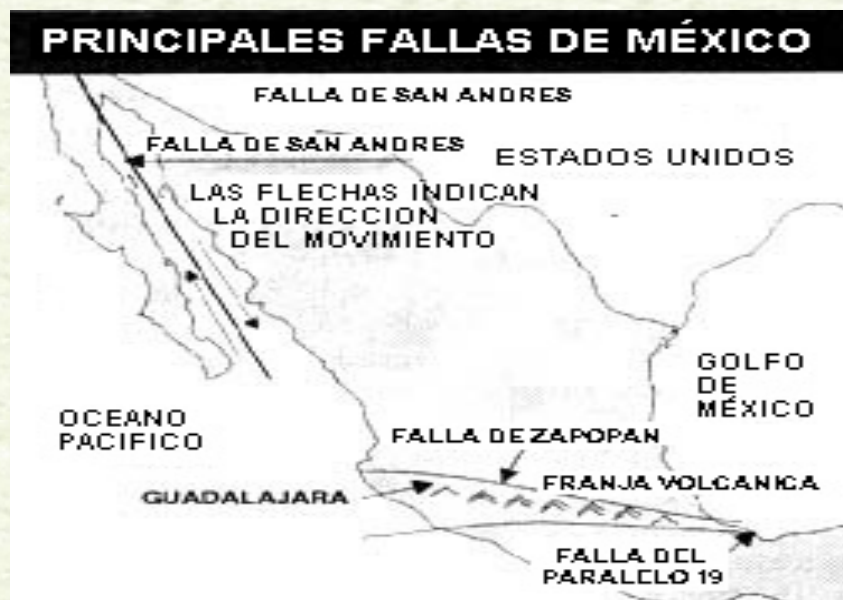 PRINCIPALES FALLAS DE MÉXICO
FALLA DE SAN ANDRES
FALLA DE SAN ANDRES
ESTADOS UNIDOS
LAS FLECHAS INDICAN
LA DIRECCION
DEL MOVIMIENTO
GOLFO
DE
MÉXICO
OCEANO
PACIFICO
FALLA DE ZAPOPAN
FRANJA VOLCANICA
GUADALAJARA
FALLA DEL
PARALELO 19